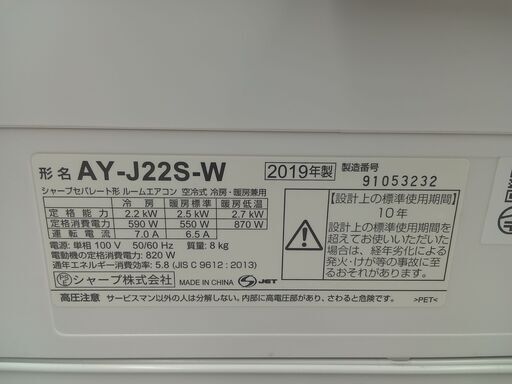 形名 AY-J22S-W 2019年製 製造番号 91053232
シャープセパレート形 ルームエアコン 空冷式 冷房・暖房兼用
冷房 暖房標準 暖房低温
定格能力 2.2 kW 2.5 kW 2.7 kW
定格消費電力 590 W 550 W 870 W
運転電流 7.0 A 6.5 A
電源: 単相 100 V 50/60 Hz 質量: 8 kg
電動機の定格消費電力: 820 W
通年エネルギー消費効率: 5.8 (JIS C 9612 : 2013)
シャープ株式会社 MADE IN CHINA JET
【設計上の標準使用期間】
10年
設計上の標準使用期間を
超えてお使いいただいた
場合は、経年劣化による
発火・けが等の事故に至
るおそれがあります。
高圧注意 サービスマン以外の人は分解しない。内部に高電圧部があり、さわると危険です。
>PET<